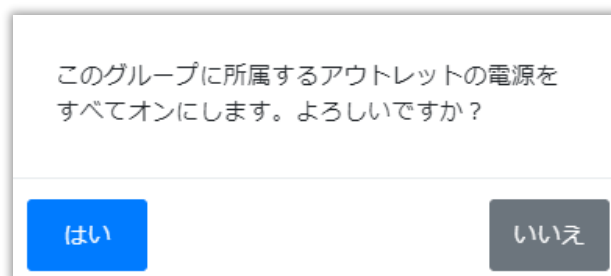 このグループに所属するアウトレットの電源を
すべてオンにします。よろしいですか？
はい
いいえ